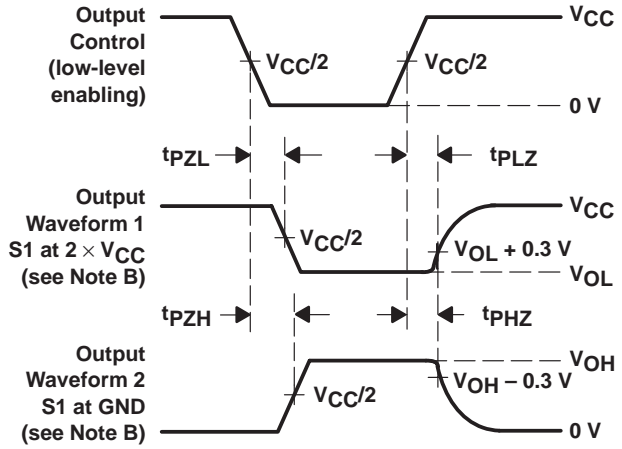 Output
Control
(low-level
enabling)
VCC
VCC/2
VCC/2
0 V
tPZL
tPLZ
Output
Waveform 1
S1 at 2 × VCC
(see Note B)
VCC
VCC/2
VOL + 0.3 V
VOL
tPZH
tPHZ
Output
Waveform 2
S1 at GND
(see Note B)
VOH
VCC/2
VOH − 0.3 V
0 V